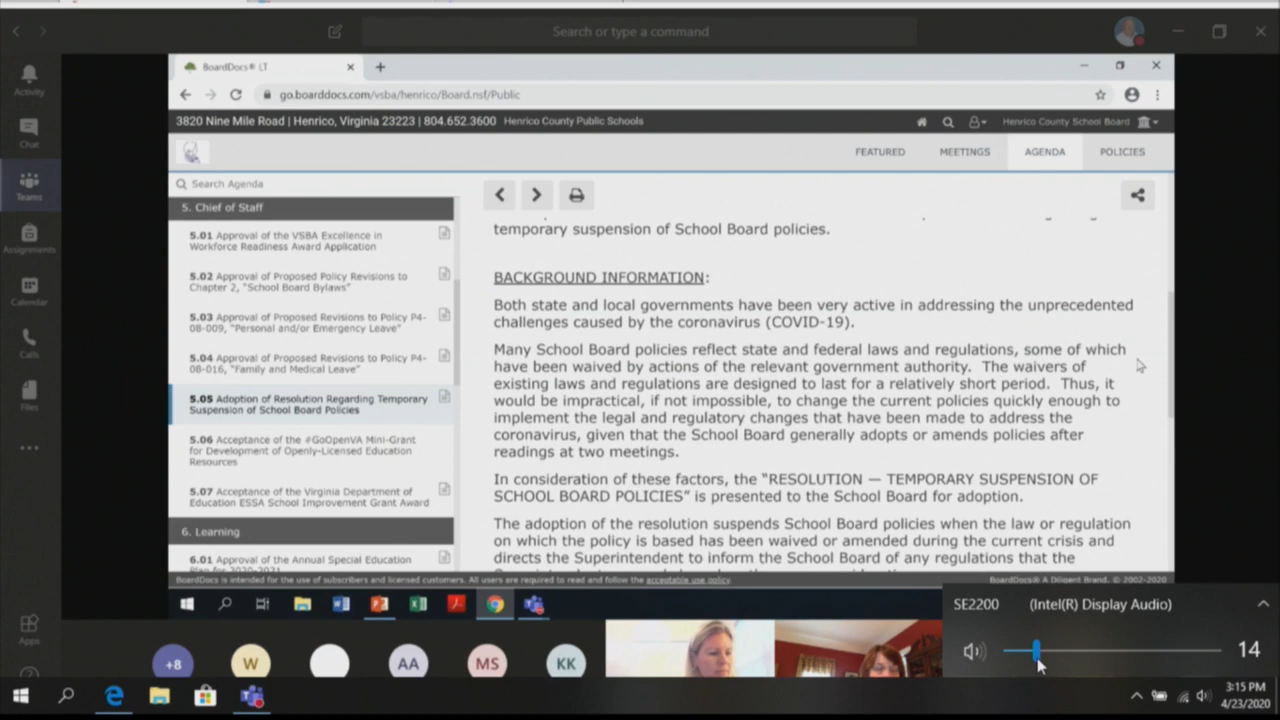 Search or type a command
Activity
Chat
Teams
Assignments
Calendar
Calls
Files
Apps
BoardDocs® LT
go.boarddocs.com/vsba/henrico/Board.nsf/Public
3820 Nine Mile Road | Henrico, Virginia 23223 | 804.652.3600 Henrico County Public Schools
Henrico County School Board
FEATURED
MEETINGS
AGENDA
POLICIES
Search Agenda
5. Chief of Staff
5.01 Approval of the VSBA Excellence in
Workforce Readiness Award Application
5.02 Approval of Proposed Policy Revisions to
Chapter 2, "School Board Bylaws"
5.03 Approval of Proposed Revisions to Policy P4-
08-009, "Personal and/or Emergency Leave"
5.04 Approval of Proposed Revisions to Policy P4-
08-016, "Family and Medical Leave"
5.05 Adoption of Resolution Regarding Temporary
Suspension of School Board Policies
5.06 Acceptance of the #GoOpenVA Mini-Grant
for Development of Openly-Licensed Education
Resources
5.07 Acceptance of the Virginia Department of
Education ESSA School Improvement Grant Award
6. Learning
6.01 Approval of the Annual Special Education
Plan for 2020-2021
temporary suspension of School Board policies.
BACKGROUND INFORMATION:
Both state and local governments have been very active in addressing the unprecedented
challenges caused by the coronavirus (COVID-19).
Many School Board policies reflect state and federal laws and regulations, some of which
have been waived by actions of the relevant government authority. The waivers of
existing laws and regulations are designed to last for a relatively short period. Thus, it
would be impractical, if not impossible, to change the current policies quickly enough to
implement the legal and regulatory changes that have been made to address the
coronavirus, given that the School Board generally adopts or amends policies after
readings at two meetings.
In consideration of these factors, the "RESOLUTION — TEMPORARY SUSPENSION OF
SCHOOL BOARD POLICIES" is presented to the School Board for adoption.
The adoption of the resolution suspends School Board policies when the law or regulation
on which the policy is based has been waived or amended during the current crisis and
directs the Superintendent to inform the School Board of any regulations that the
BoardDocs is intended for the use of subscribers and licensed customers. All users are required to read and follow the acceptable use policy.
BoardDocs® A Diligent Brand. © 2002-2020
SE2200 (Intel(R) Display Audio)
14
+8
W
AA
MS
KK
3:15 PM
4/23/2020